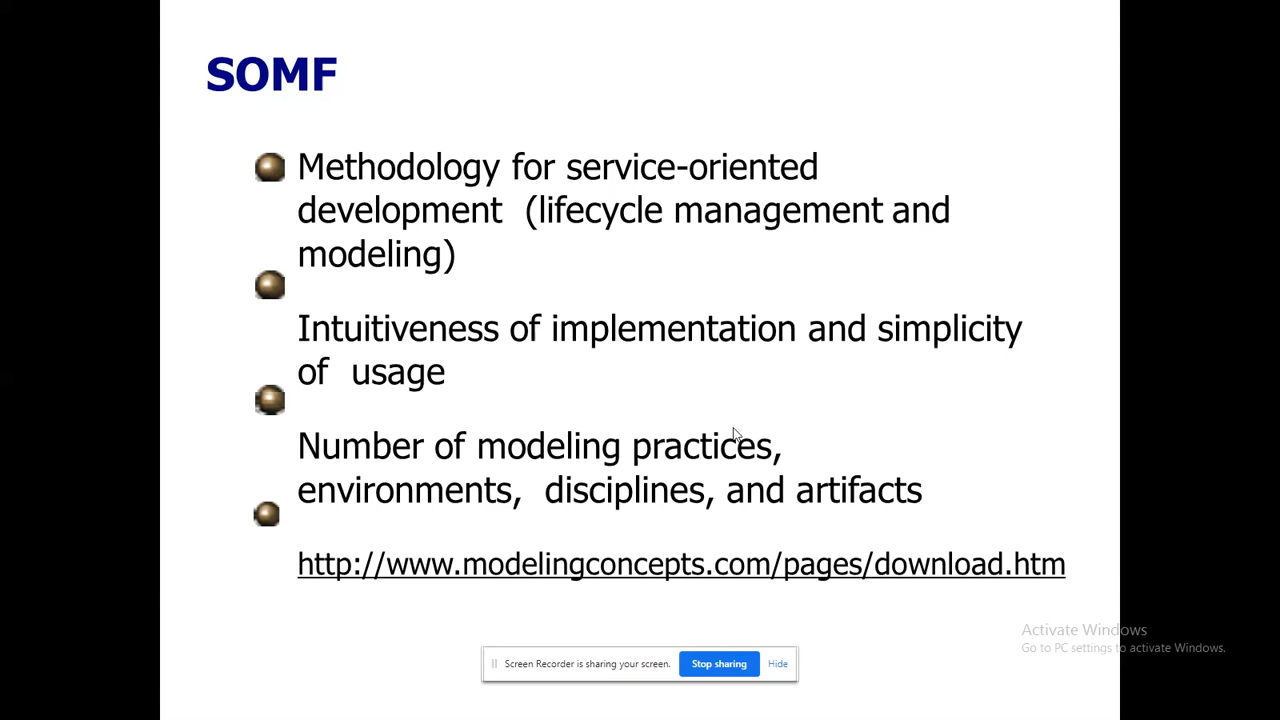 SOMF
Methodology for service-oriented
development (lifecycle management and
modeling)
Intuitiveness of implementation and simplicity
of usage
Number of modeling practices,
environments, disciplines, and artifacts
http://www.modelingconcepts.com/pages/download.htm
Activate Windows
Go to PC settings to activate Windows.
Screen Recorder is sharing your screen. Stop sharing Hide